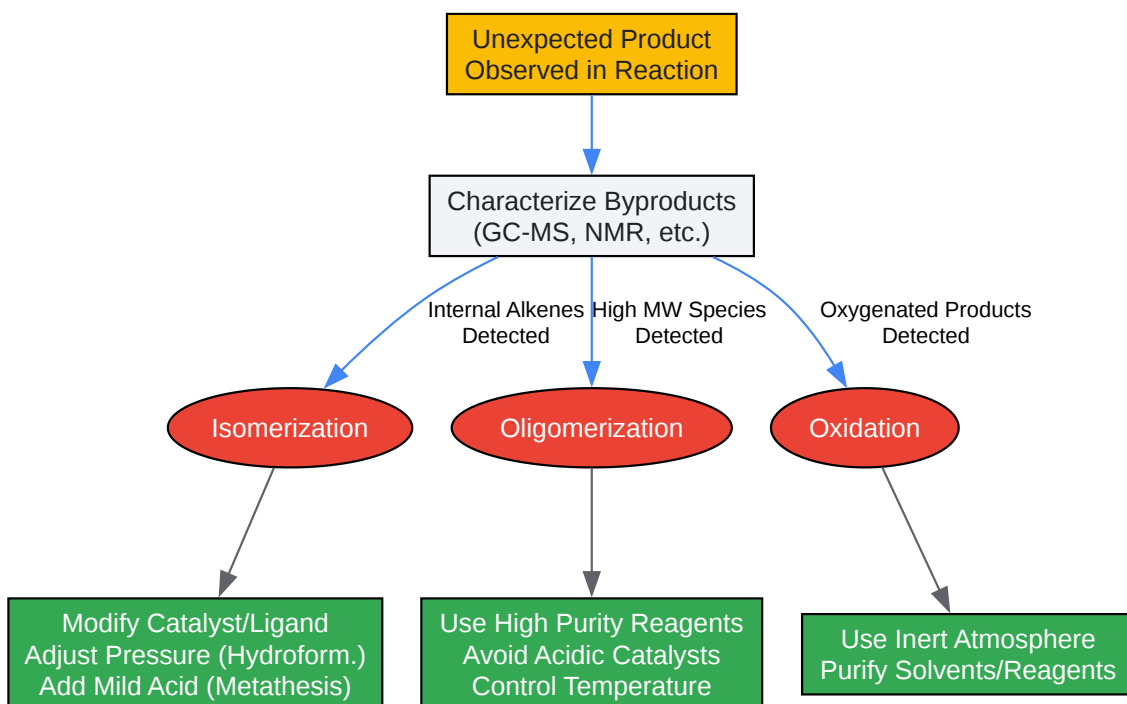 Unexpected Product
Observed in Reaction
Characterize Byproducts
(GC-MS, NMR, etc.)
Internal Alkenes
Detected
High MW Species
Detected
Oxygenated Products
Detected
Isomerization
Oligomerization
Oxidation
Modify Catalyst/Ligand
Adjust Pressure (Hydroform.)
Add Mild Acid (Metathesis)
Use High Purity Reagents
Avoid Acidic Catalysts
Control Temperature
Use Inert Atmosphere
Purify Solvents/Reagents